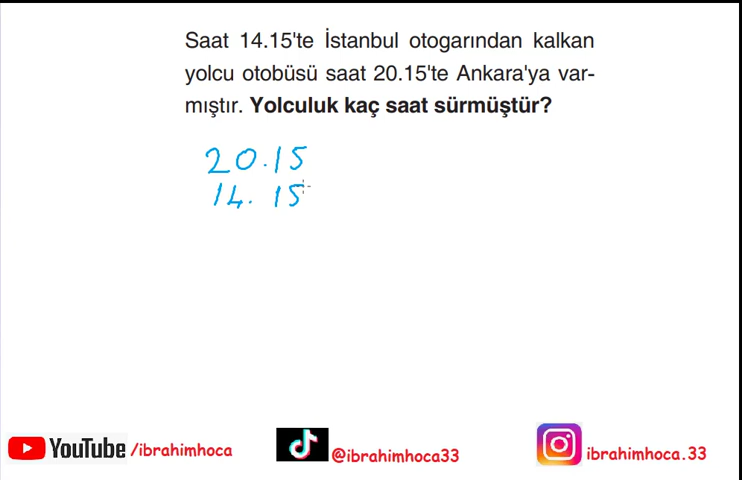 Saat 14.15'te İstanbul otogarından kalkan
yolcu otobüsü saat 20.15'te Ankara'ya var-
mıştır. Yolculuk kaç saat sürmüştür?
20.15
14.15
YouTube /ibrahimhoca
@ibrahimhoca33
ibrahimhoca.33